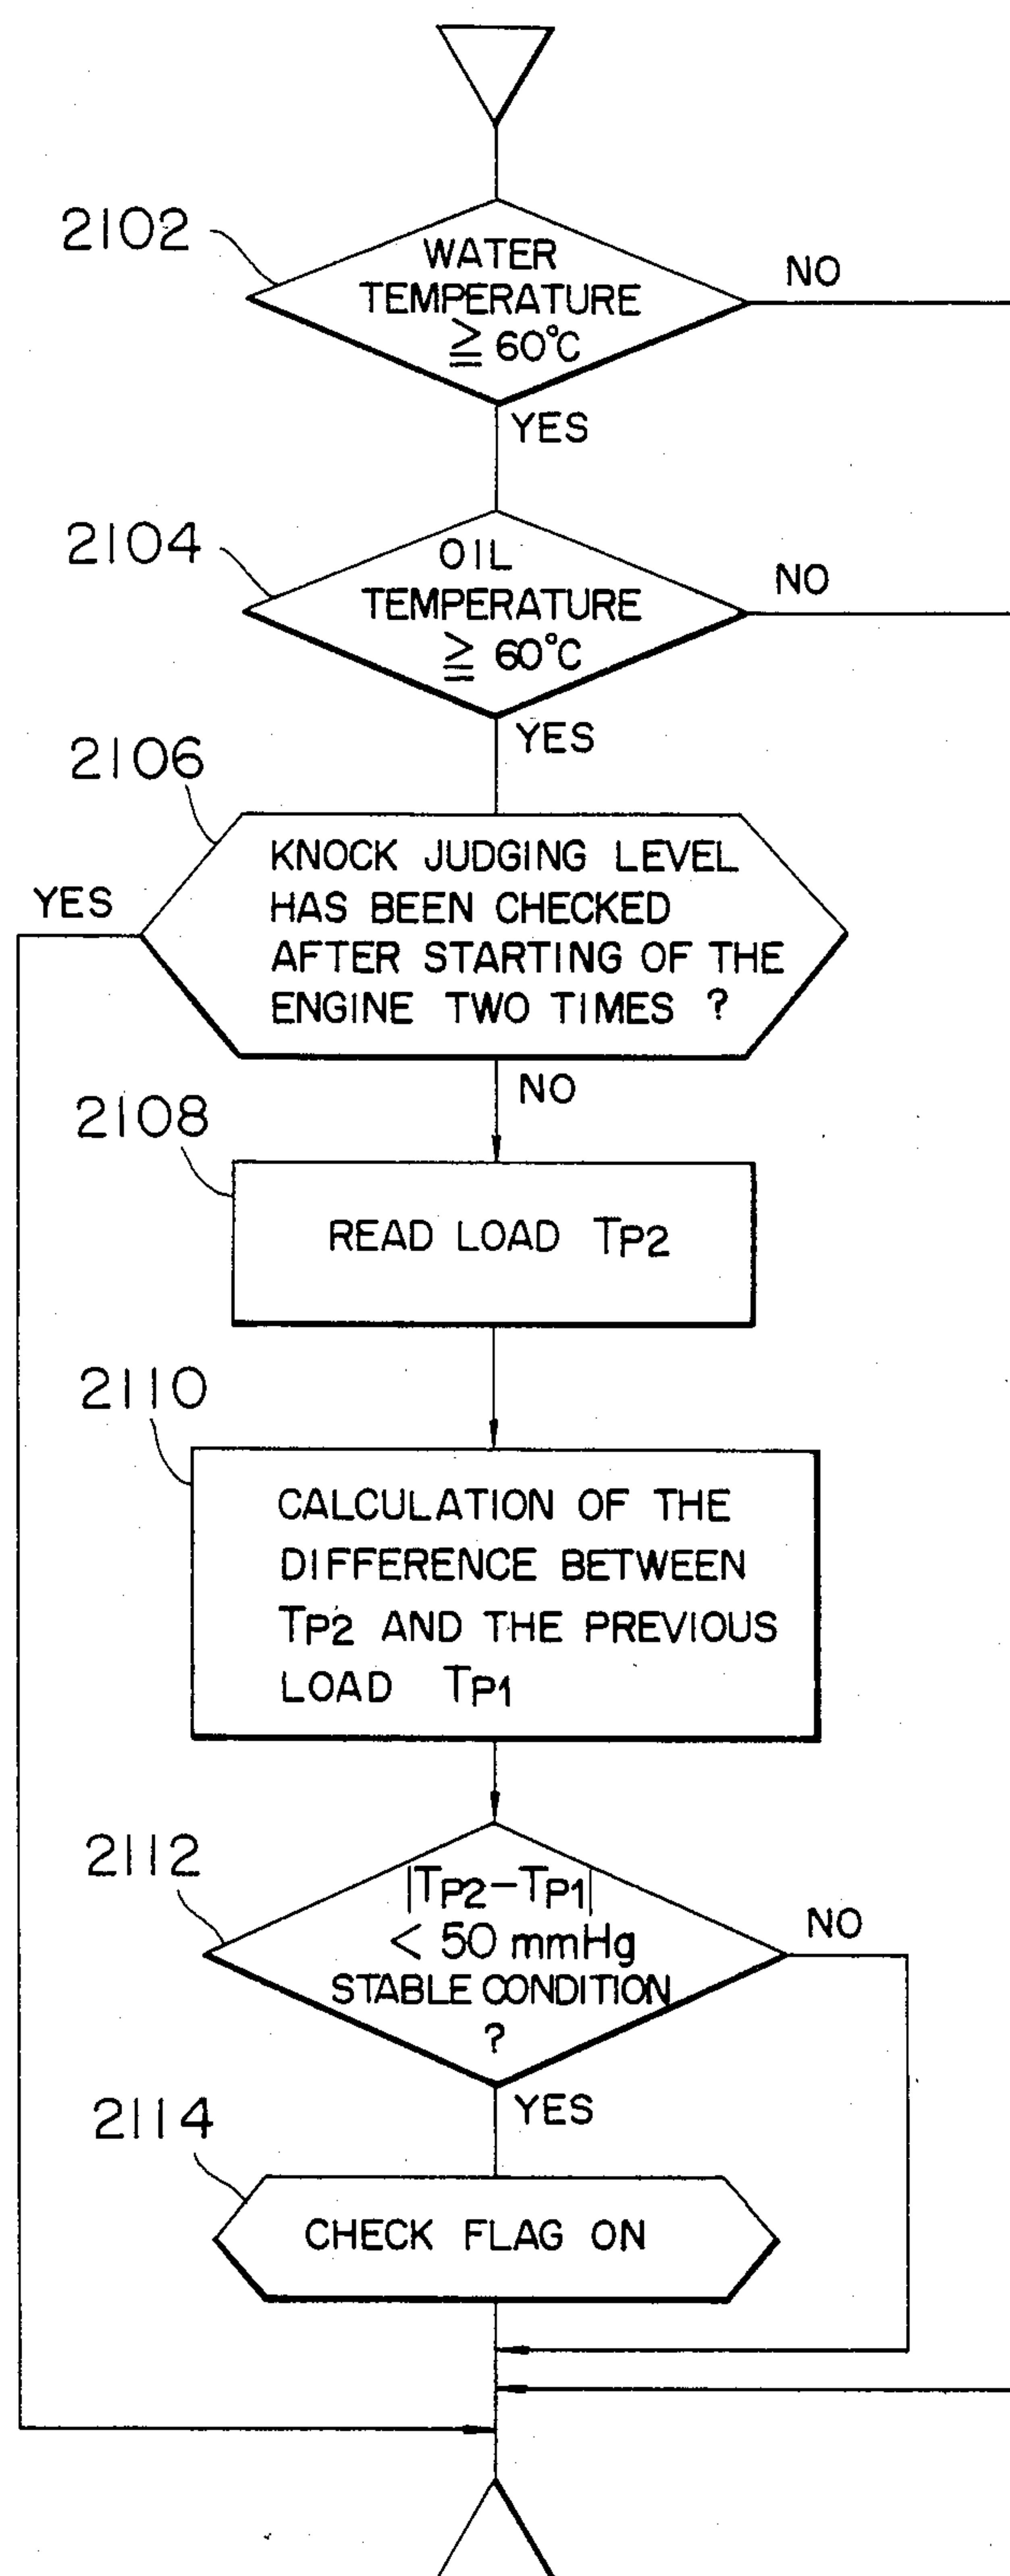 2102
WATER
TEMPERATURE
≧ 60°C
NO
YES
2104
OIL
TEMPERATURE
≧ 60°C
NO
YES
2106
KNOCK JUDGING LEVEL
HAS BEEN CHECKED
AFTER STARTING OF THE
ENGINE TWO TIMES ?
YES
NO
2108
READ LOAD TP2
2110
CALCULATION OF THE
DIFFERENCE BETWEEN
TP2 AND THE PREVIOUS
LOAD TP1
2112
|TP2-TP1|
< 50 mmHg
STABLE CONDITION
?
NO
YES
2114
CHECK FLAG ON